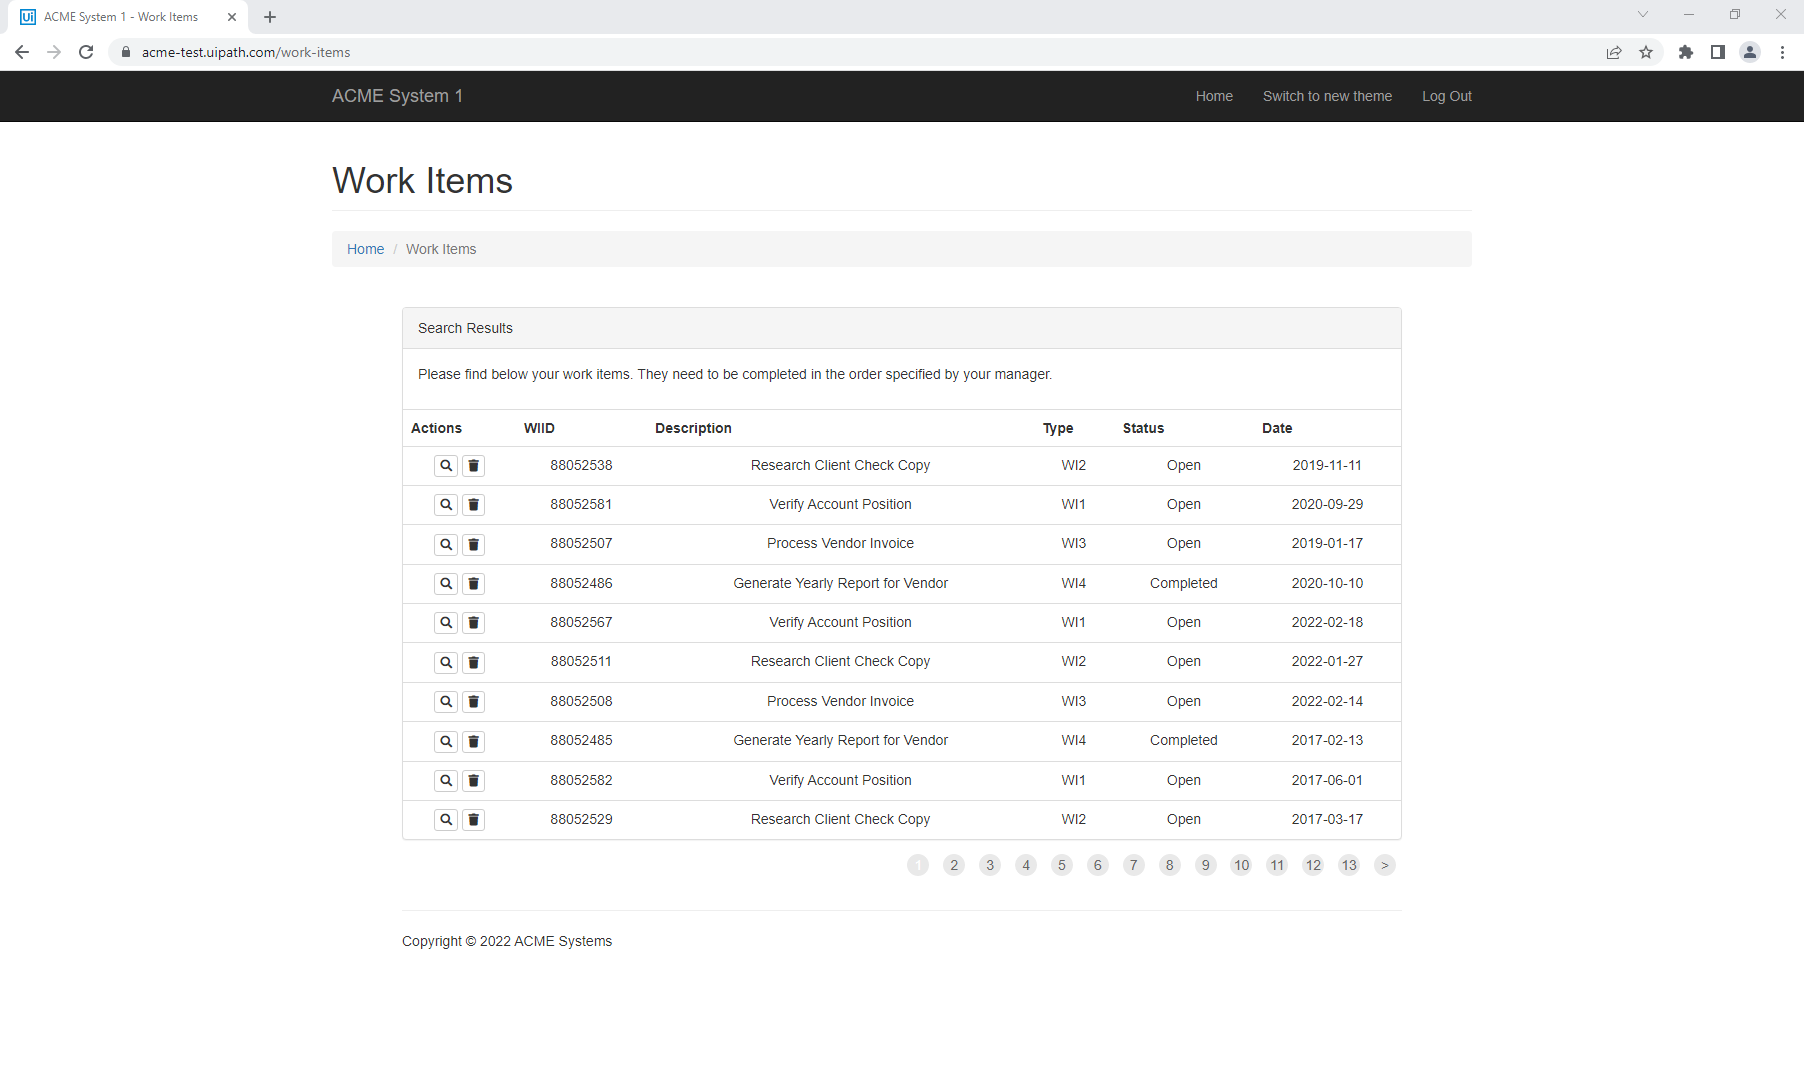 ACME System 1 - Work Items
acme-test.uipath.com/work-items
ACME System 1 Home Switch to new theme Log Out
Work Items
Home / Work Items
Search Results
Please find below your work items. They need to be completed in the order specified by your manager.
Actions WIID Description Type Status Date
88052538 Research Client Check Copy WI2 Open 2019-11-11
88052581 Verify Account Position WI1 Open 2020-09-29
88052507 Process Vendor Invoice WI3 Open 2019-01-17
88052486 Generate Yearly Report for Vendor WI4 Completed 2020-10-10
88052567 Verify Account Position WI1 Open 2022-02-18
88052511 Research Client Check Copy WI2 Open 2022-01-27
88052508 Process Vendor Invoice WI3 Open 2022-02-14
88052485 Generate Yearly Report for Vendor WI4 Completed 2017-02-13
88052582 Verify Account Position WI1 Open 2017-06-01
88052529 Research Client Check Copy WI2 Open 2017-03-17
1 2 3 4 5 6 7 8 9 10 11 12 13 >
Copyright © 2022 ACME Systems